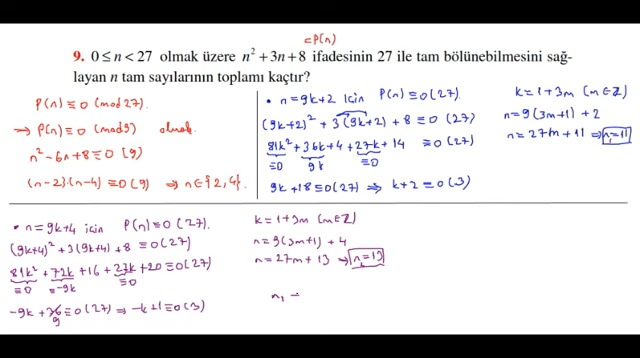 =P(n)
9. 0 ≤ n < 27 olmak üzere n² + 3n + 8 ifadesinin 27 ile tam bölünebilmesini sağ-
layan n tam sayılarının toplamı kaçtır?
P(n) ≡ 0 (mod 27).
→ P(n) ≡ 0 (mod 9) olmalı.
n² - 6n + 8 ≡ 0 (9)
(n-2)·(n-4) ≡ 0 (9) ⇒ n ∈ {2, 4}.
• n = 9k+2 için P(n) ≡ 0 (27)
(9k+2)² + 3(9k+2) + 8 ≡ 0 (27)
81k² + 36k + 4 + 27k + 14 ≡ 0 (27)
≡0 9k ≡0
9k + 18 ≡ 0 (27) ⇒ k + 2 ≡ 0 (3)
k = 1 + 3m (m ∈ Z)
n = 9(3m+1) + 2
n = 27m + 11 ⇒ n₁ = 11
• n = 9k+4 için P(n) ≡ 0 (27).
(9k+4)² + 3(9k+4) + 8 ≡ 0 (27)
81k² + 72k + 16 + 27k + 20 ≡ 0 (27)
≡0 ≡-9k ≡0
-9k + 36 ≡ 0 (27) ⇒ -k + 1 ≡ 0 (3)
9
k = 1 + 3m (m ∈ Z)
n = 9(3m+1) + 4
n = 27m + 13 → n₂ = 13
n₁